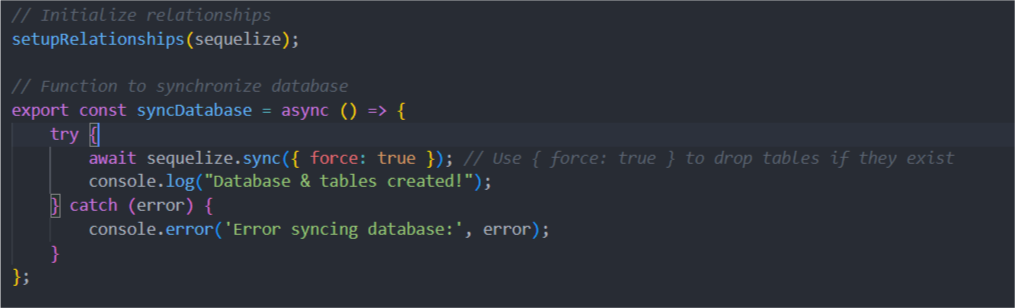 // Initialize relationships
setupRelationships(sequelize);
// Function to synchronize database
export const syncDatabase = async () => {
try {
await sequelize.sync({ force: true }); // Use { force: true } to drop tables if they exist
console.log("Database & tables created!");
} catch (error) {
console.error('Error syncing database:', error);
}
};